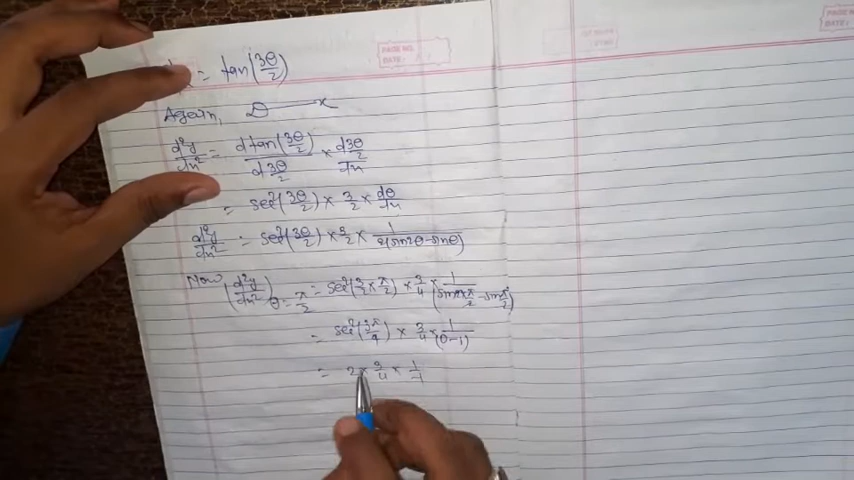 = tan(3θ/2)
PAGE NO.
DATE
Again, D → x
d²y/dx² = d tan(3θ/2)/d 3θ/2 × d 3θ/2/dx
= sec²(3θ/2) × 3/2 × dθ/dx
d²y/dx² = sec²(3θ/2) × 3/2 × 1/2(sin2θ-sinθ)
Now (d²y/dx²)θ=π/2 = sec²(3/2 × π/2) × 3/4 × 1/(sin2×π/2 - sin π/2)
= sec²(3π/4) × 3/4 × 1/(0-1)
= 2 × 3/4 × 1/-1